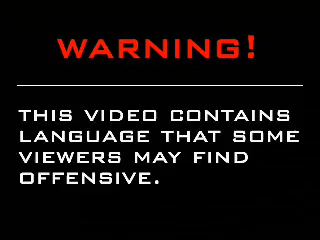 WARNING!
THIS VIDEO CONTAINS
LANGUAGE THAT SOME
VIEWERS MAY FIND
OFFENSIVE.